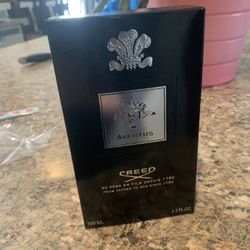 AVENTUS
CREED
DE PERE EN FILS DEPUIS 1760
FROM FATHER TO SON SINCE 1760
100 ML
3.3 FL.OZ.